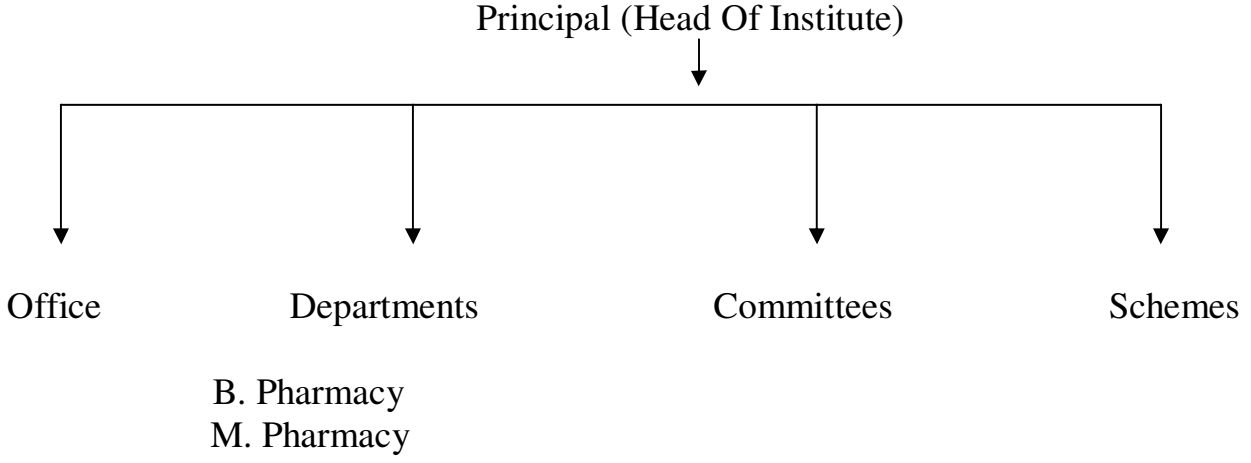 Principal (Head Of Institute)
Office Departments Committees Schemes
B. Pharmacy
M. Pharmacy